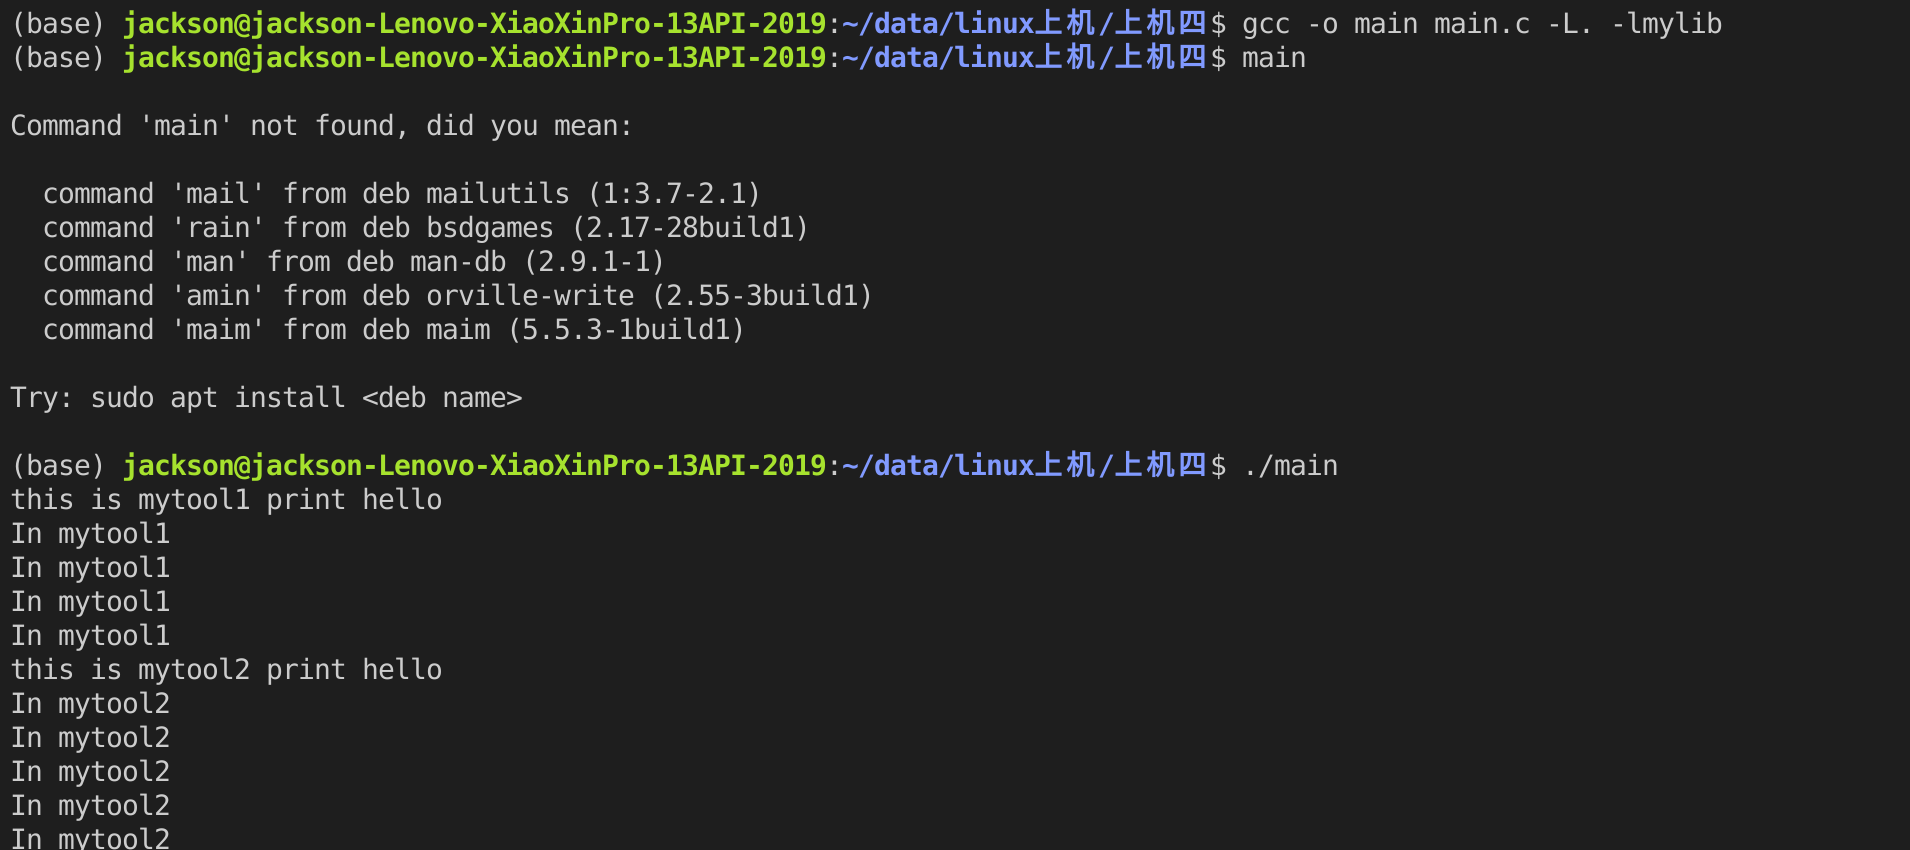 (base) jackson@jackson-Lenovo-XiaoXinPro-13API-2019:~/data/linux上机/上机四$ gcc -o main main.c -L. -lmylib
(base) jackson@jackson-Lenovo-XiaoXinPro-13API-2019:~/data/linux上机/上机四$ main
Command 'main' not found, did you mean:
  command 'mail' from deb mailutils (1:3.7-2.1)
  command 'rain' from deb bsdgames (2.17-28build1)
  command 'man' from deb man-db (2.9.1-1)
  command 'amin' from deb orville-write (2.55-3build1)
  command 'maim' from deb maim (5.5.3-1build1)
Try: sudo apt install <deb name>
(base) jackson@jackson-Lenovo-XiaoXinPro-13API-2019:~/data/linux上机/上机四$ ./main
this is mytool1 print hello
In mytool1
In mytool1
In mytool1
In mytool1
this is mytool2 print hello
In mytool2
In mytool2
In mytool2
In mytool2
In mytool2